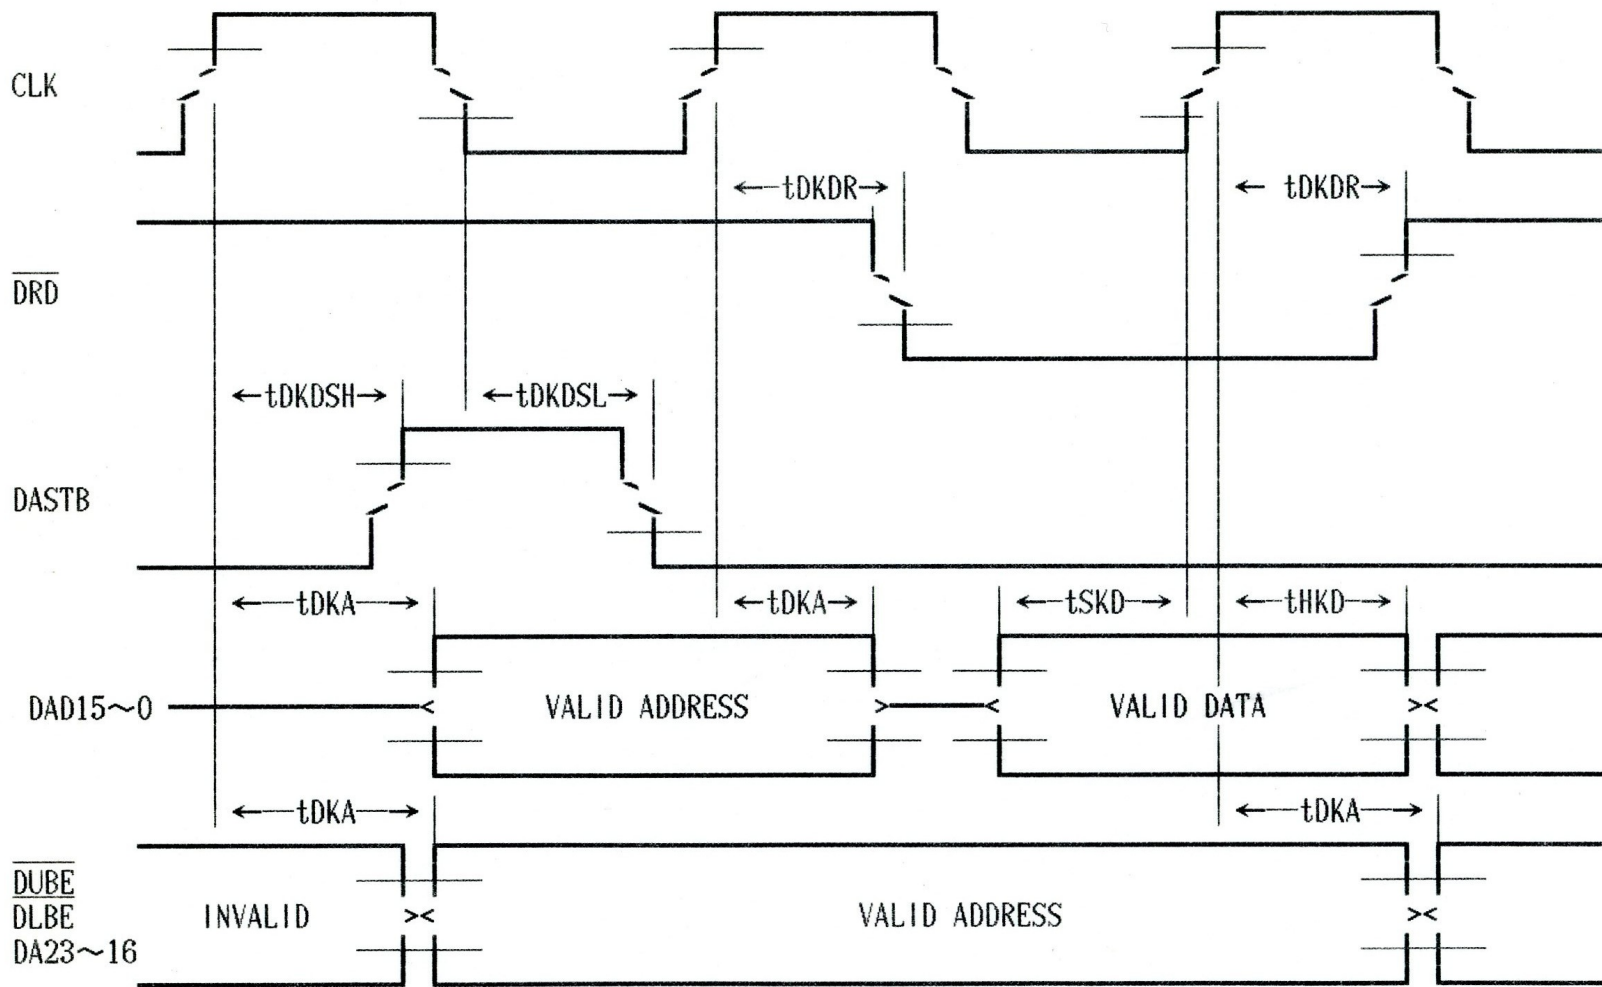 CLK
tDKDR
tDKDR
DRD
tDKDSH
tDKDSL
DASTB
tDKA
tDKA
tSKD
tHKD
DAD15～0
VALID ADDRESS
VALID DATA
tDKA
tDKA
DUBE
DLBE
DA23～16
INVALID
VALID ADDRESS